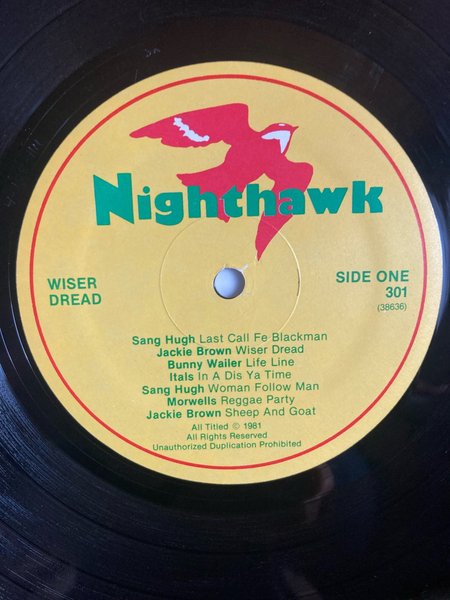 Nighthawk
WISER
DREAD
SIDE ONE
301
(38636)
Sang Hugh Last Call Fe Blackman
Jackie Brown Wiser Dread
Bunny Wailer Life Line
Itals In A Dis Ya Time
Sang Hugh Woman Follow Man
Morwells Reggae Party
Jackie Brown Sheep And Goat
All Titled © 1981
All Rights Reserved
Unauthorized Duplication Prohibited